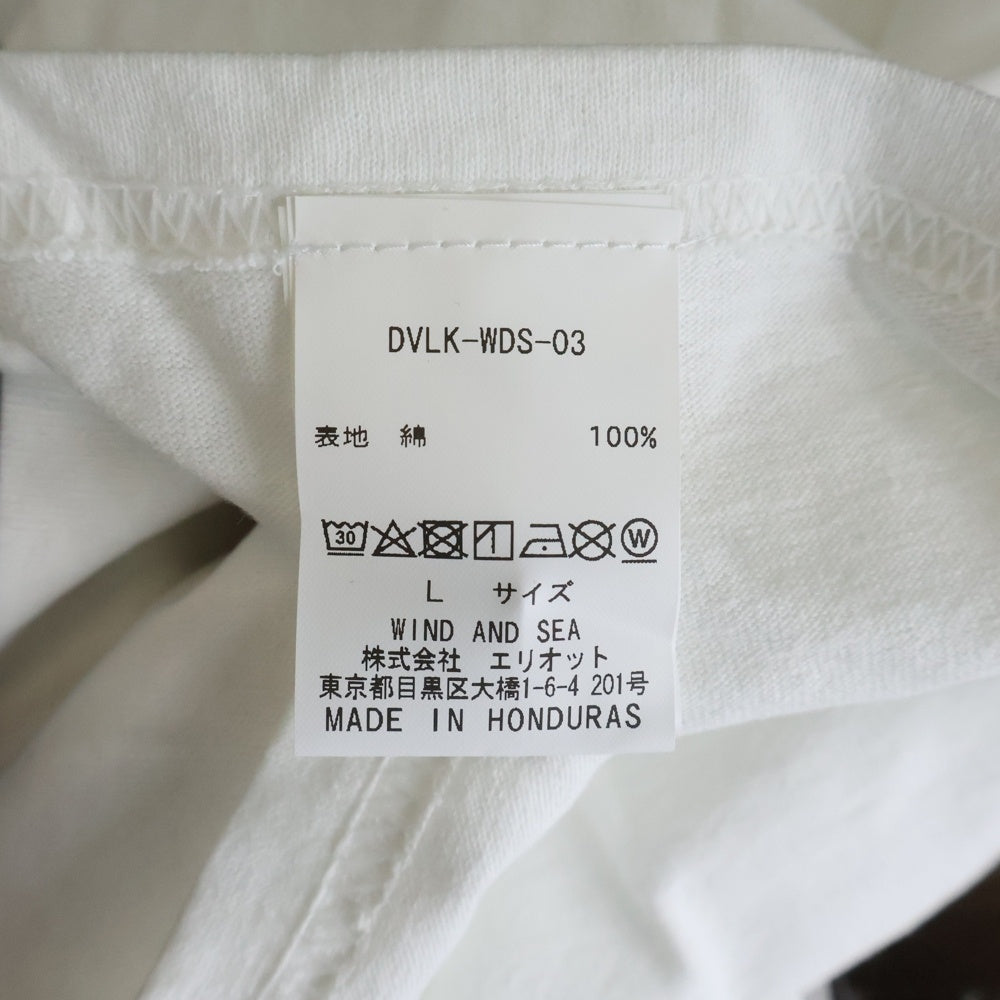 DVLK-WDS-03
表地 綿 100%
30 W
L サイズ
WIND AND SEA
株式会社 エリオット
東京都目黒区大橋1-6-4 201号
MADE IN HONDURAS